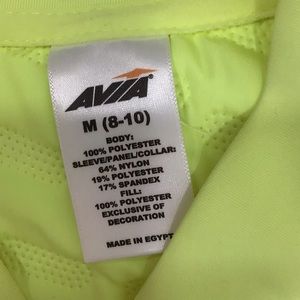 AVIA
M (8-10)
BODY:
100% POLYESTER
SLEEVE/PANEL/COLLAR:
64% NYLON
19% POLYESTER
17% SPANDEX
FILL:
100% POLYESTER
EXCLUSIVE OF
DECORATION
MADE IN EGYPT